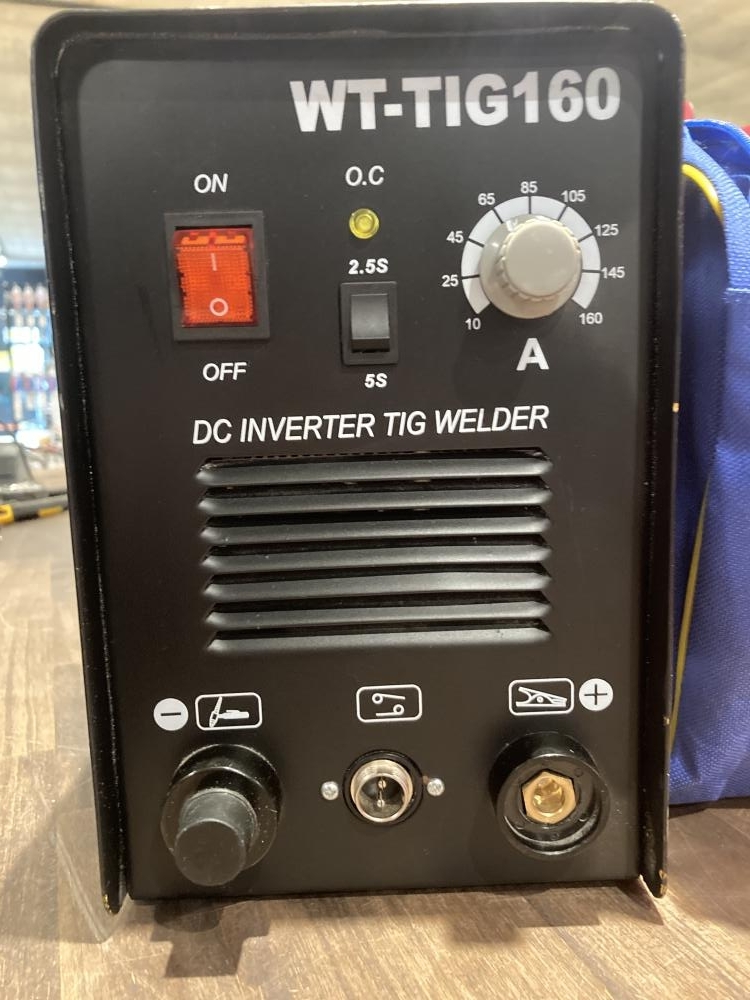 WT-TIG160
ON
O.C
2.5S
5S
OFF
10
25
45
65
85
105
125
145
160
A
DC INVERTER TIG WELDER
−
+